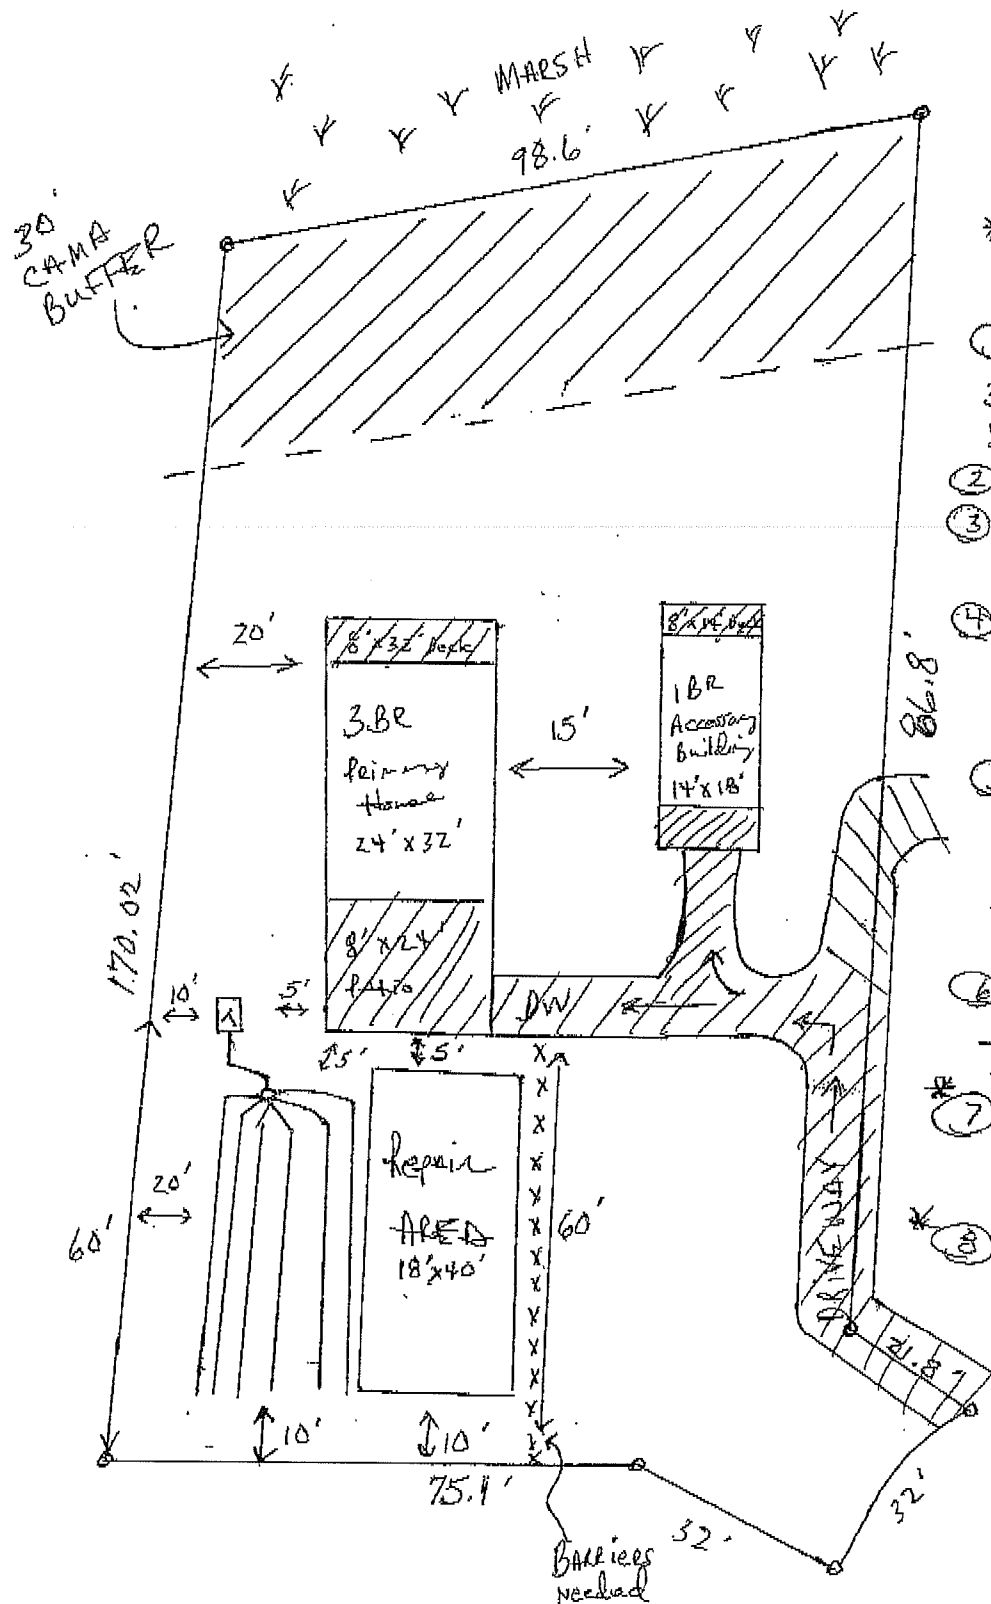 MARSH
98.6'
30'
CAMA
BUFFER
*
2
3
4
20'
8'x32' Deck
8'x14' Deck
3BR
Primary
House
24' x 32'
15'
1BR
Accessory
Building
14'x18'
86.8'
170.02'
8' x 24'
Patio
10'
5'
DW
6
25'
5'
* 7
Repair
AREA
18'x40'
20'
60'
60'
DRIVEWAY
* 8
21.8'
10'
10'
75.1'
32'
32'
BARRIERS
Needed